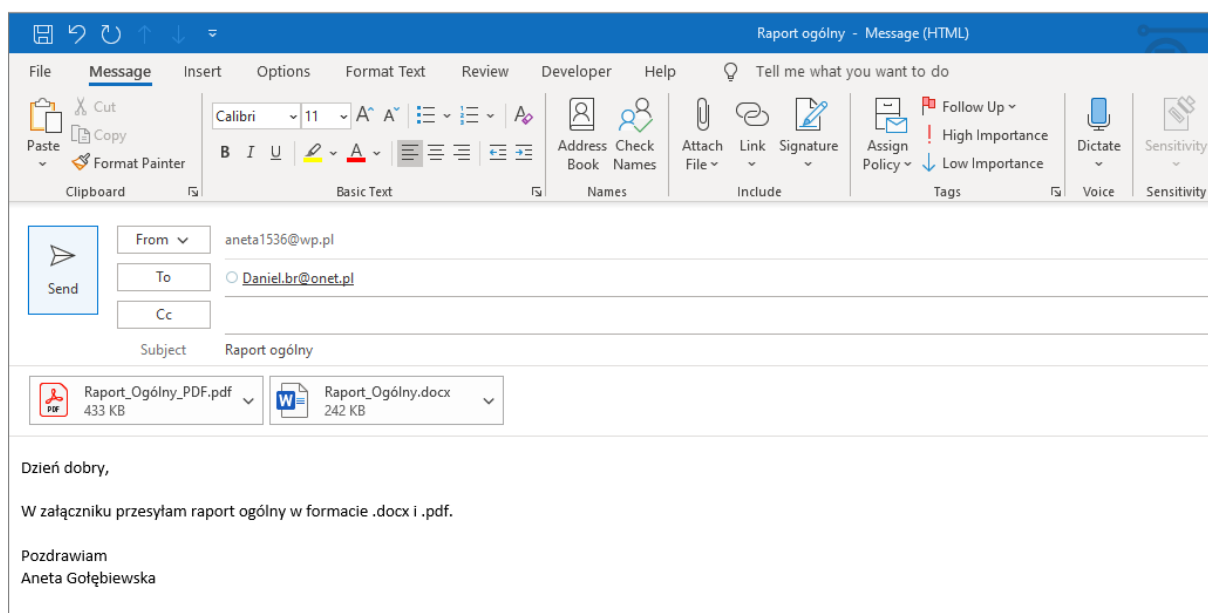 Raport ogólny - Message (HTML)
File Message Insert Options Format Text Review Developer Help Tell me what you want to do
Paste
Cut
Copy
Format Painter
Clipboard
Calibri 11
B I U
Basic Text
Address Book
Check Names
Names
Attach File
Link
Signature
Include
Assign Policy
Follow Up
High Importance
Low Importance
Tags
Dictate
Voice
Sensitivity
Sensitivity
Send
From aneta1536@wp.pl
To Daniel.br@onet.pl
Cc
Subject Raport ogólny
Raport_Ogólny_PDF.pdf
433 KB
Raport_Ogólny.docx
242 KB
Dzień dobry,
W załączniku przesyłam raport ogólny w formacie .docx i .pdf.
Pozdrawiam
Aneta Gołębiewska